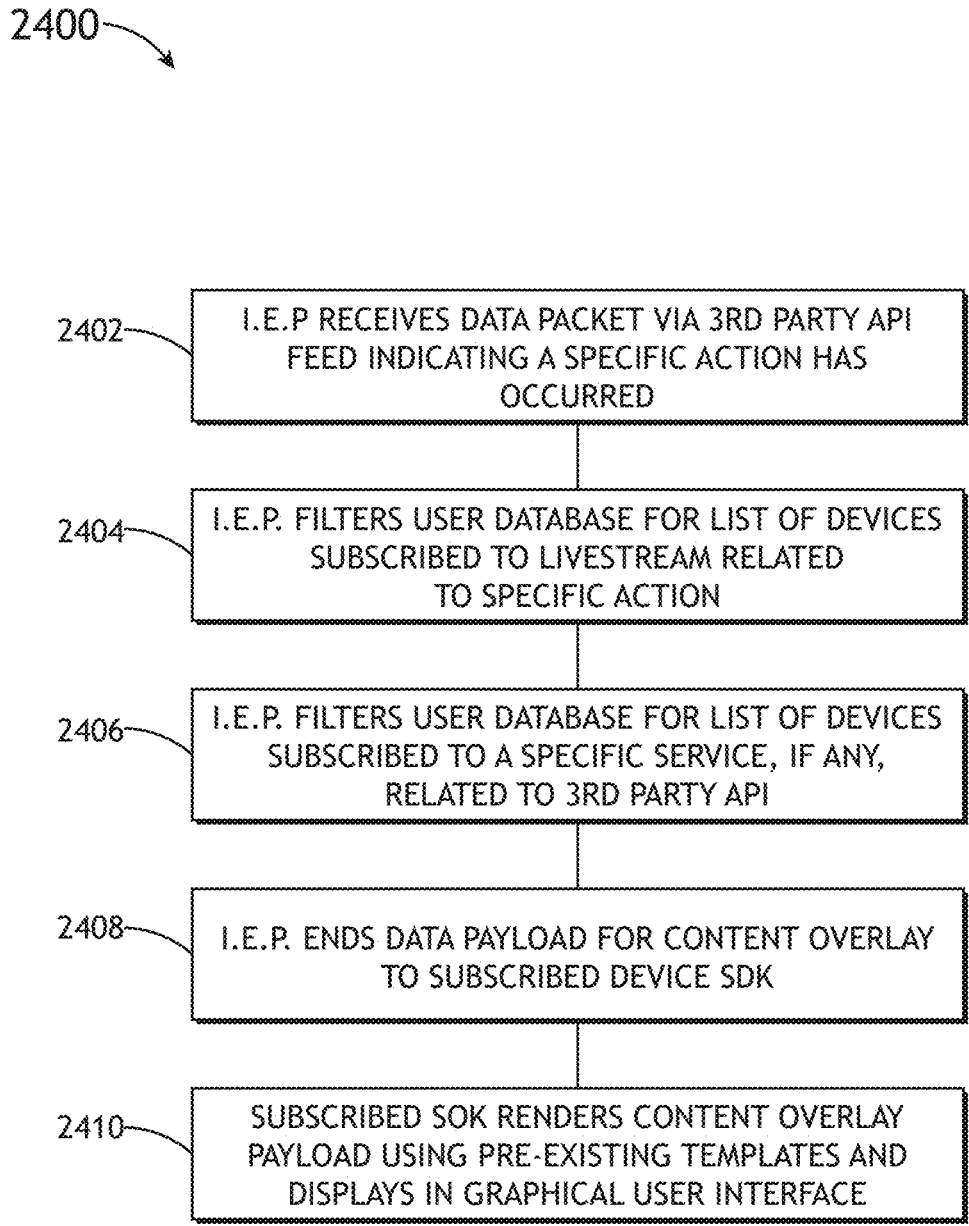 2400
2402
I.E.P RECEIVES DATA PACKET VIA 3RD PARTY API
FEED INDICATING A SPECIFIC ACTION HAS
OCCURRED
2404
I.E.P. FILTERS USER DATABASE FOR LIST OF DEVICES
SUBSCRIBED TO LIVESTREAM RELATED
TO SPECIFIC ACTION
2406
I.E.P. FILTERS USER DATABASE FOR LIST OF DEVICES
SUBSCRIBED TO A SPECIFIC SERVICE, IF ANY,
RELATED TO 3RD PARTY API
2408
I.E.P. ENDS DATA PAYLOAD FOR CONTENT OVERLAY
TO SUBSCRIBED DEVICE SDK
2410
SUBSCRIBED SOK RENDERS CONTENT OVERLAY
PAYLOAD USING PRE-EXISTING TEMPLATES AND
DISPLAYS IN GRAPHICAL USER INTERFACE